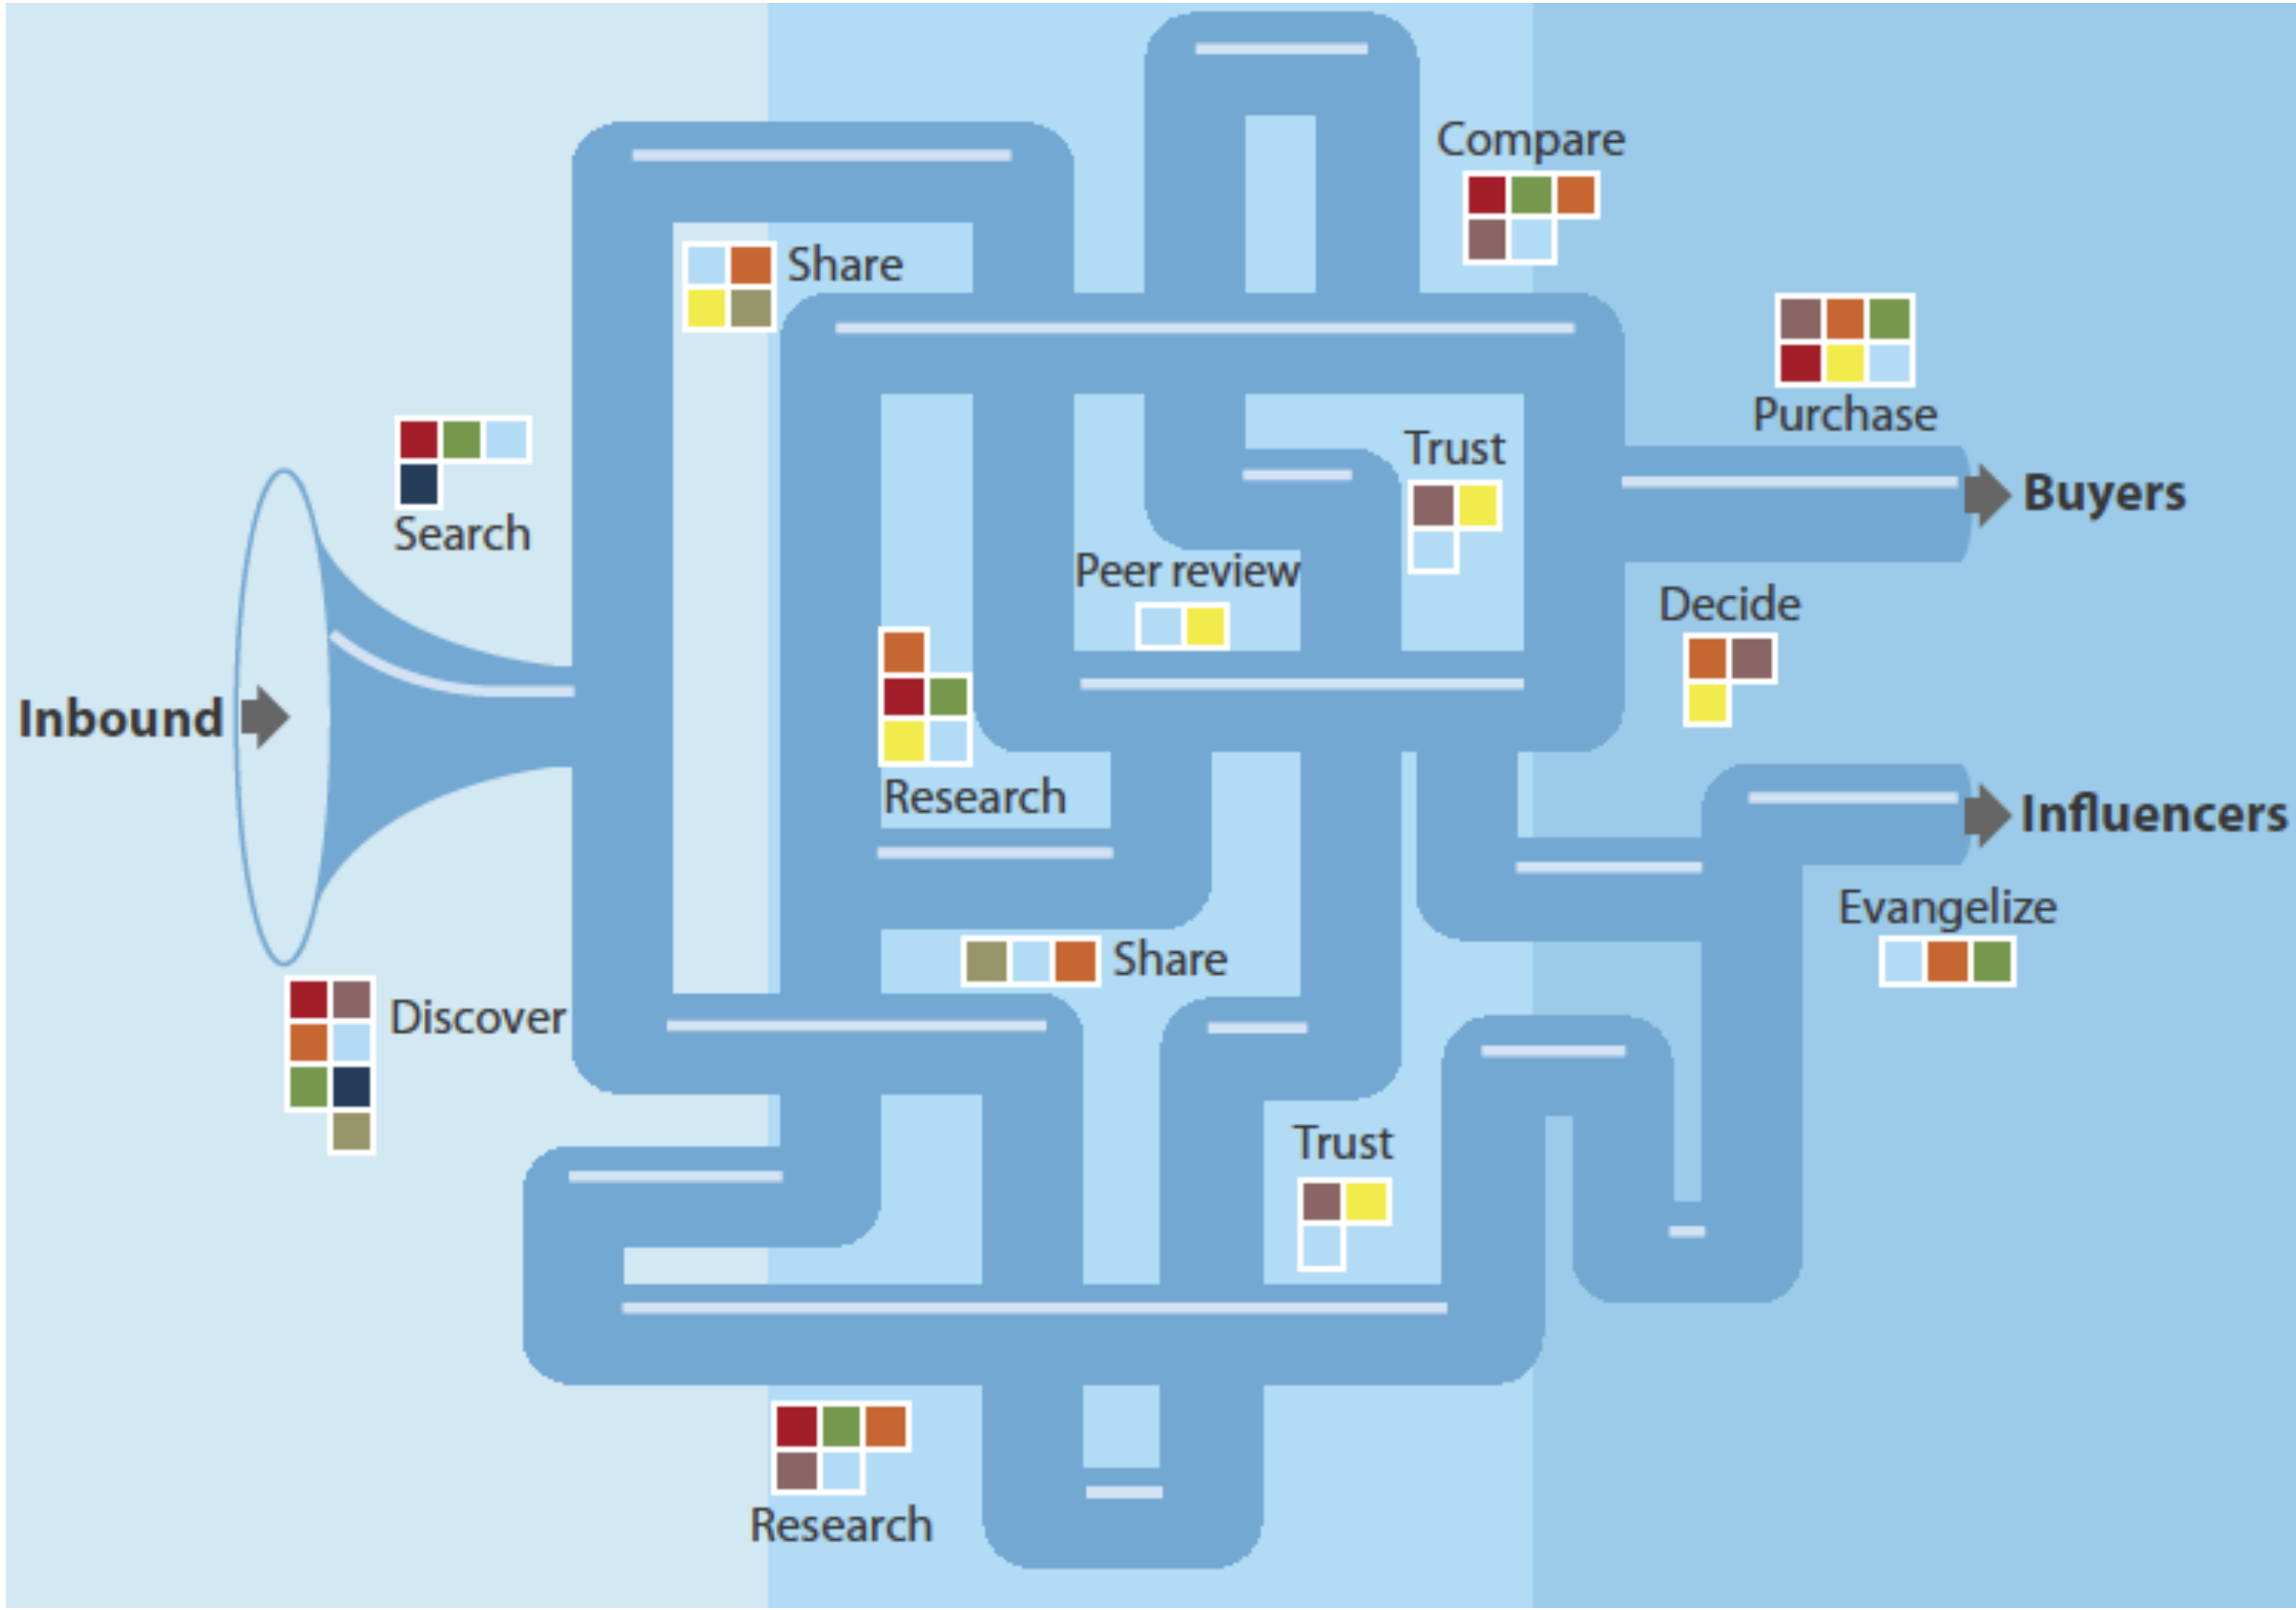 Compare
Share
Purchase
Trust
Search
Buyers
Peer review
Decide
Inbound
Research
Influencers
Evangelize
Share
Discover
Trust
Research